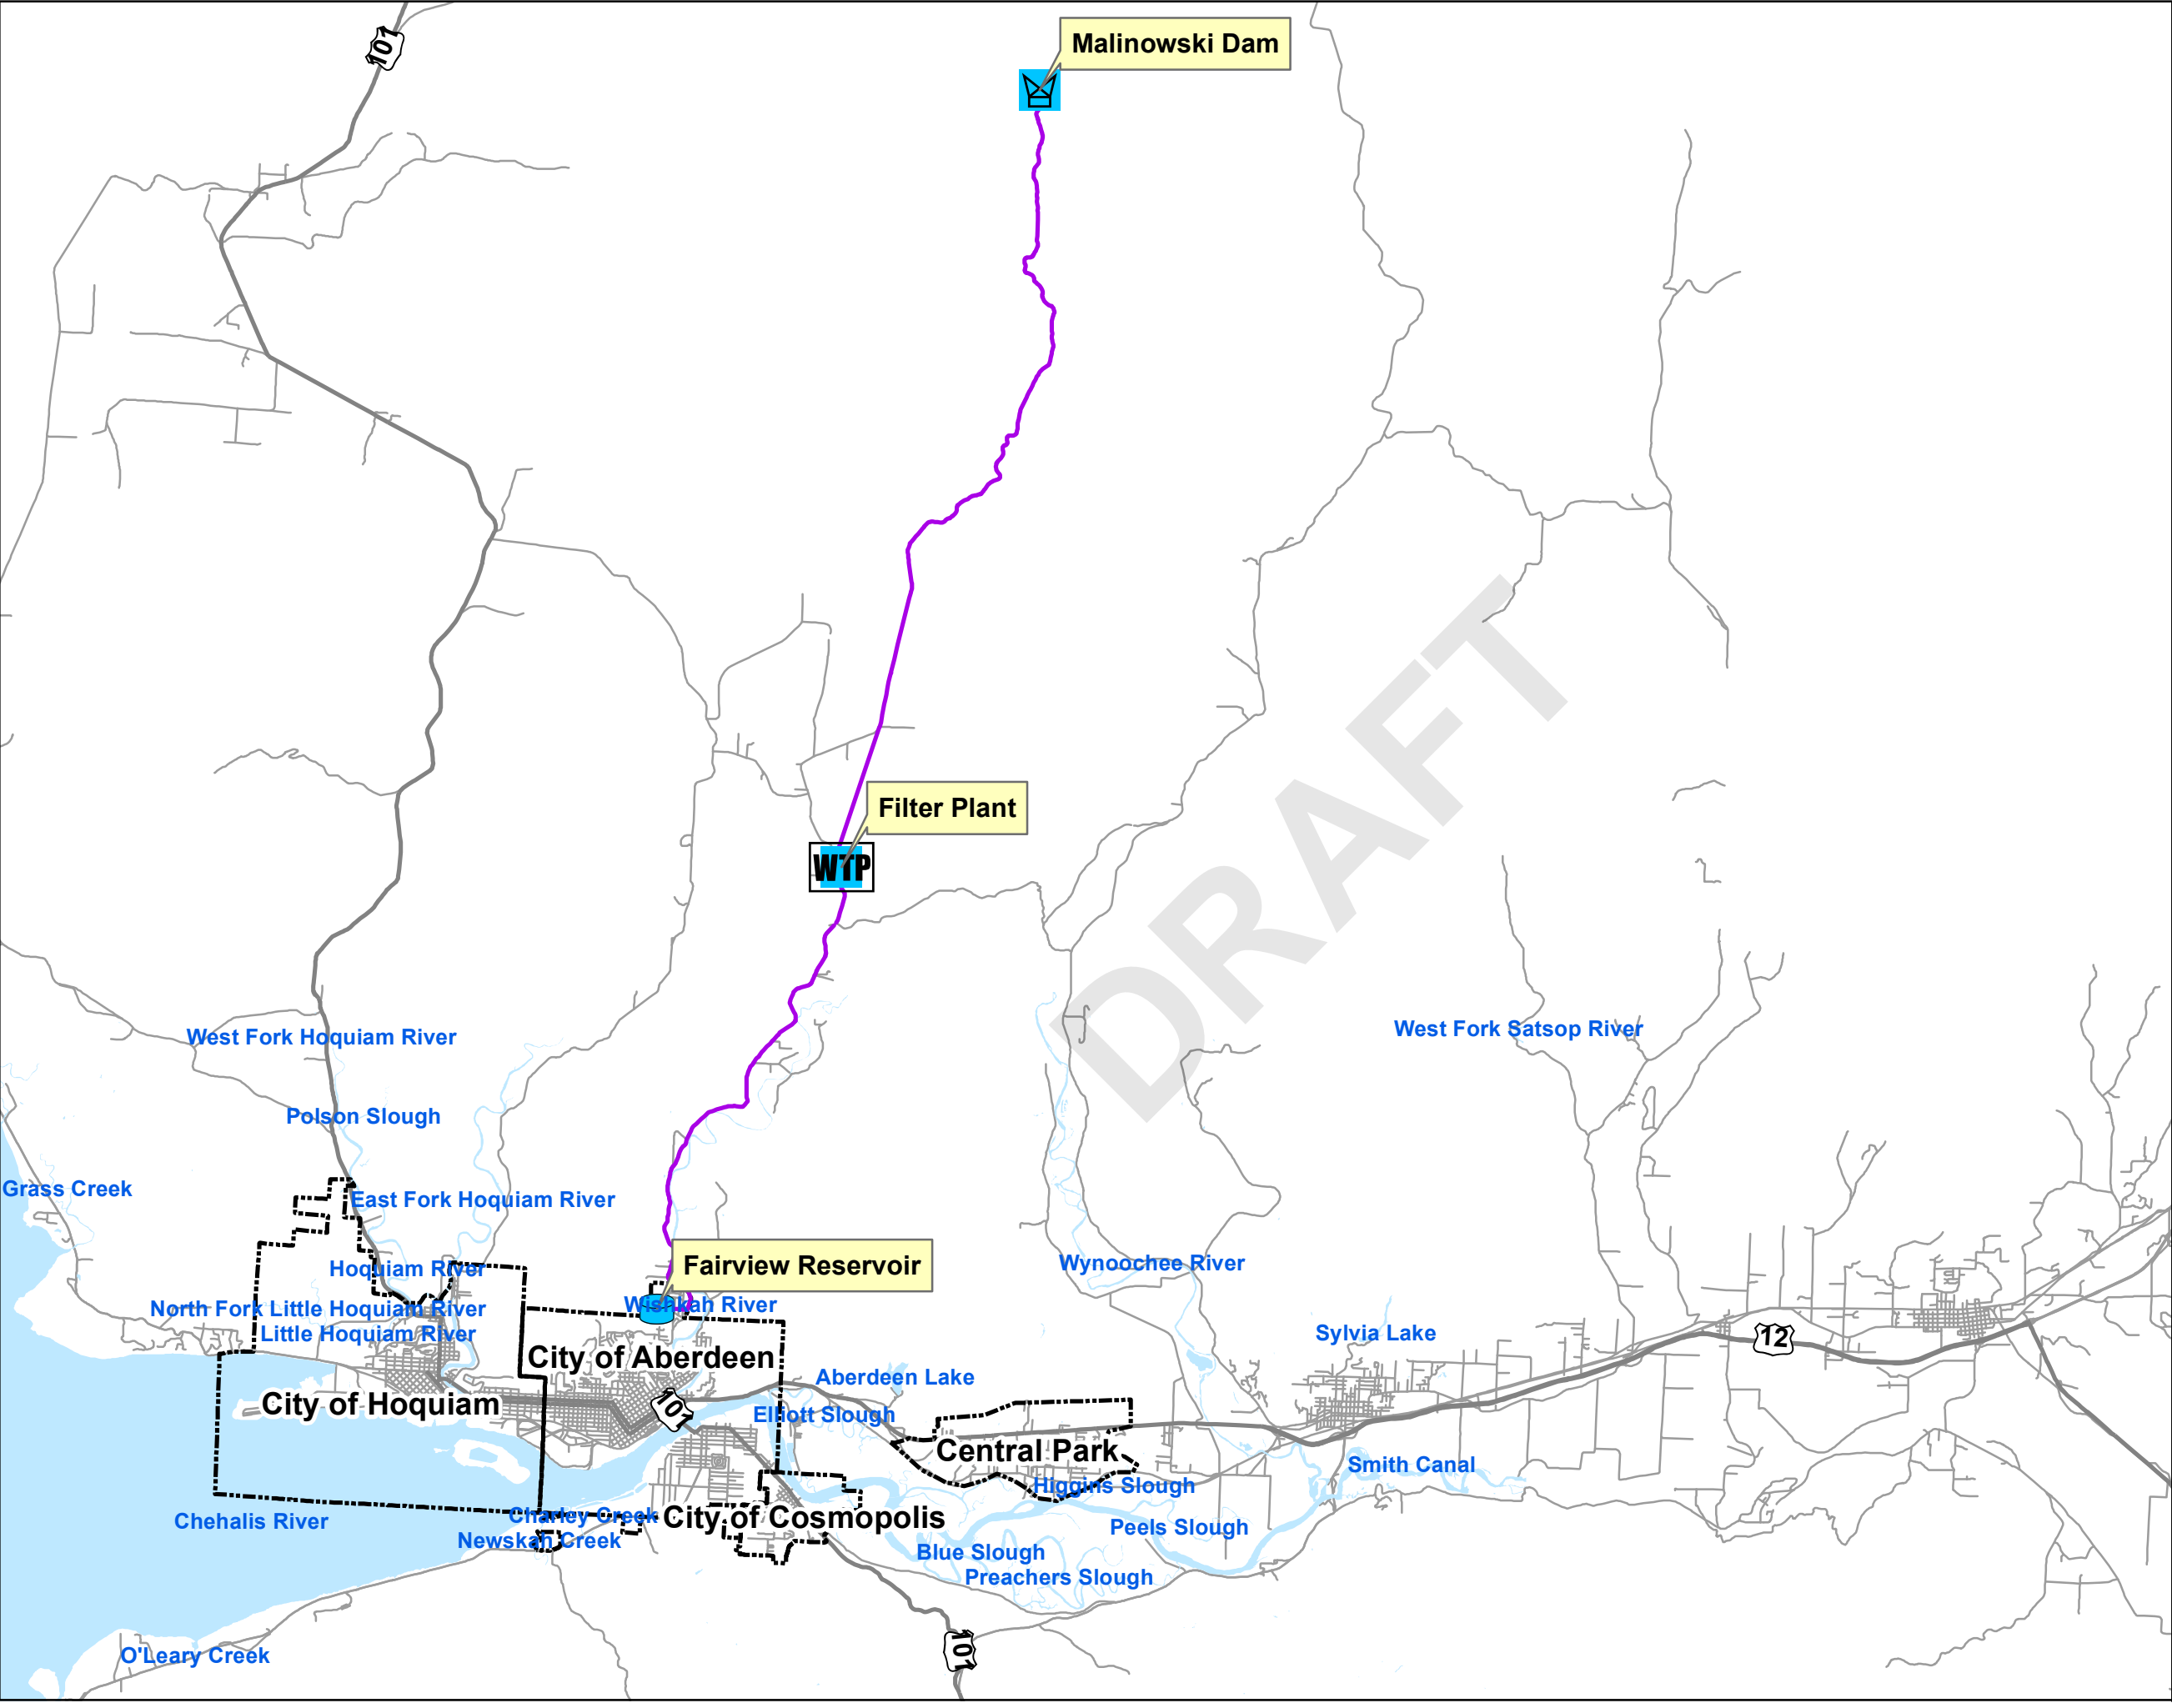 101
Malinowski Dam
DRAFT
Filter Plant
WTP
West Fork Hoquiam River
West Fork Satsop River
Polson Slough
Grass Creek
East Fork Hoquiam River
Hoquiam River
Fairview Reservoir
Wynoochee River
North Fork Little Hoquiam River
Wishkah River
Little Hoquiam River
Sylvia Lake
12
City of Aberdeen
Aberdeen Lake
City of Hoquiam
101
Elliott Slough
Central Park
Smith Canal
Higgins Slough
Chehalis River
Charley Creek
City of Cosmopolis
Peels Slough
Newskah Creek
Blue Slough
Preachers Slough
O'Leary Creek
101